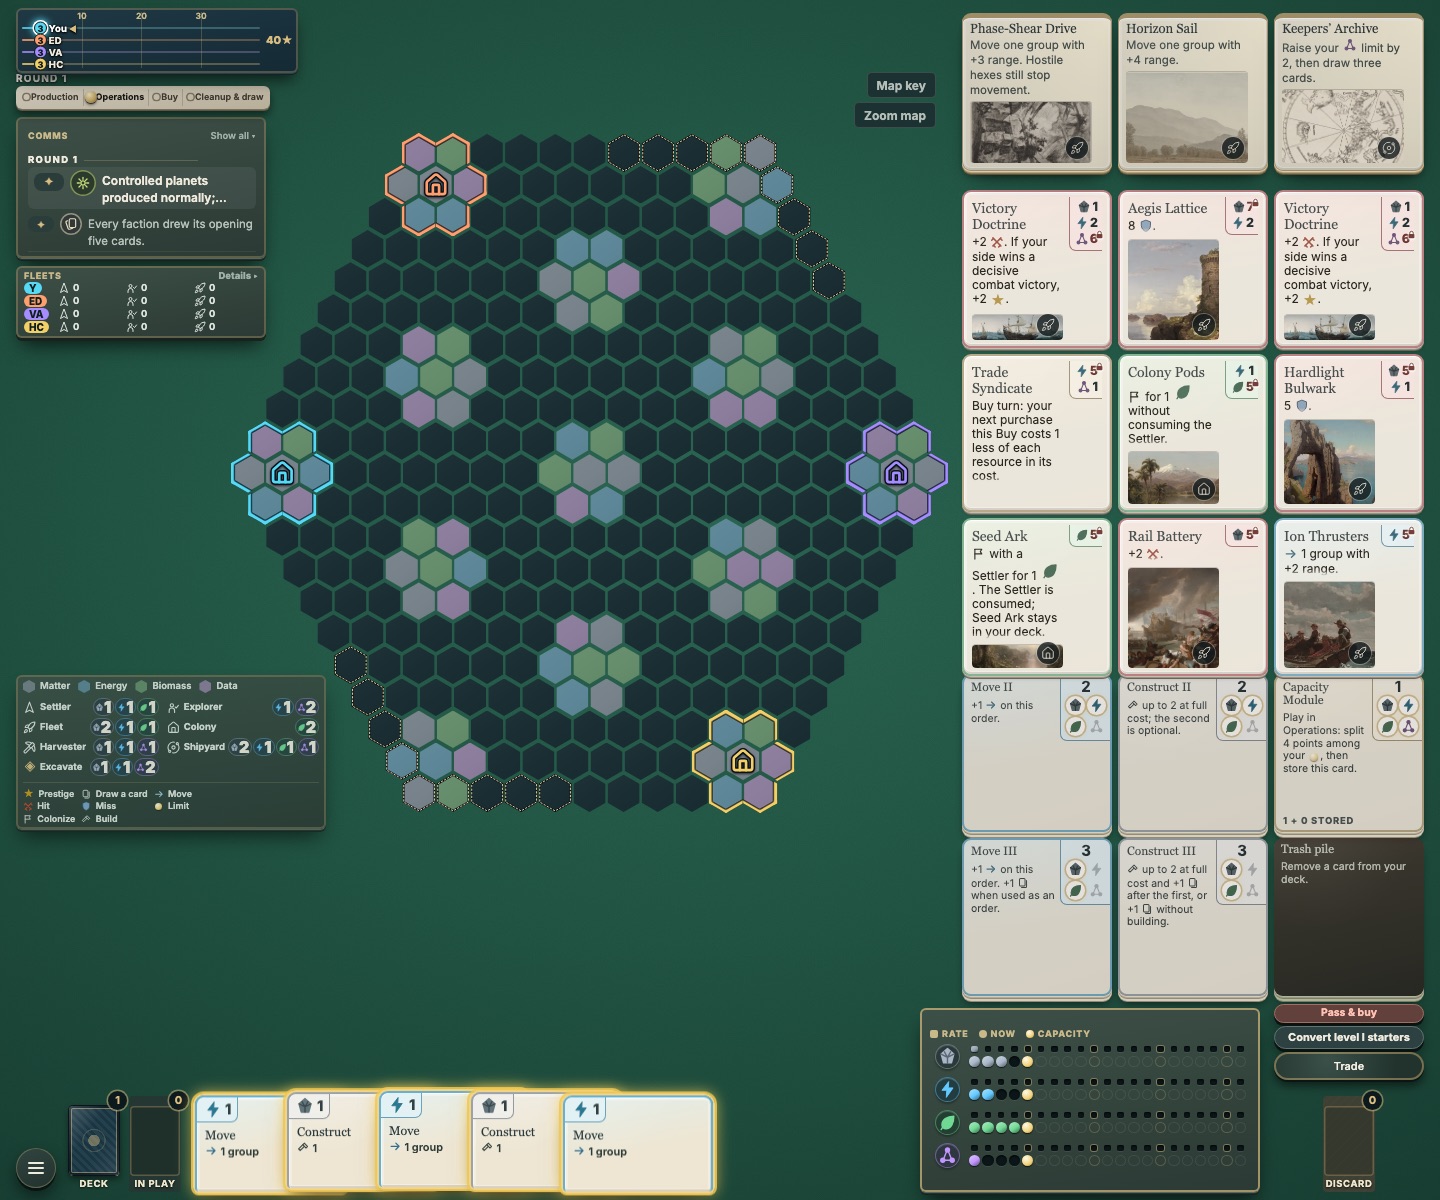 10 20 30
3 You
3 ED
3 VA
3 HC
40★
ROUND 1
Production Operations Buy Cleanup & draw
COMMS Show all
ROUND 1
Controlled planets
produced normally;...
Every faction drew its opening
five cards.
FLEETS Details
Y 0 0 0
ED 0 0 0
VA 0 0 0
HC 0 0 0
Map key
Zoom map
Matter Energy Biomass Data
Settler 1 1 1 Explorer 1 2
Fleet 2 1 1 Colony 2
Harvester 1 1 1 Shipyard 2 1 1 1
Excavate 1 1 2
Prestige Draw a card Move
Hit Miss Limit
Colonize Build
Phase-Shear Drive
Move one group with
+3 range. Hostile
hexes still stop
movement.
Horizon Sail
Move one group with
+4 range.
Keepers' Archive
Raise your limit by
2, then draw three
cards.
Victory
Doctrine
1
2
6
+2 . If your
side wins a
decisive
combat victory,
+2 ★.
Aegis Lattice
7
2
8 .
Victory
Doctrine
1
2
6
+2 . If your
side wins a
decisive
combat victory,
+2 ★.
Trade
Syndicate
5
1
Buy turn: your
next purchase
this Buy costs 1
less of each
resource in its
cost.
Colony Pods
1
5
for 1
without
consuming the
Settler.
Hardlight
Bulwark
5
1
5 .
Seed Ark
5
with a
Settler for 1
. The Settler is
consumed;
Seed Ark stays
in your deck.
Rail Battery
5
+2 .
Ion Thrusters
5
→ 1 group with
+2 range.
Move II
2
+1 → on this
order.
Construct II
2
up to 2 at full
cost; the second
is optional.
Capacity
Module
1
Play in
Operations: split
4 points among
your , then
store this card.
1 + 0 STORED
Move III
3
+1 → on this
order. +1
when used as an
order.
Construct III
3
up to 2 at full
cost and +1
after the first, or
+1 without
building.
Trash pile
Remove a card from your
deck.
Pass & buy
Convert level I starters
Trade
RATE NOW CAPACITY
1
DECK
0
IN PLAY
1
Move
→ 1 group
1
Construct
1
1
Move
→ 1 group
1
Construct
1
1
Move
→ 1 group
0
DISCARD